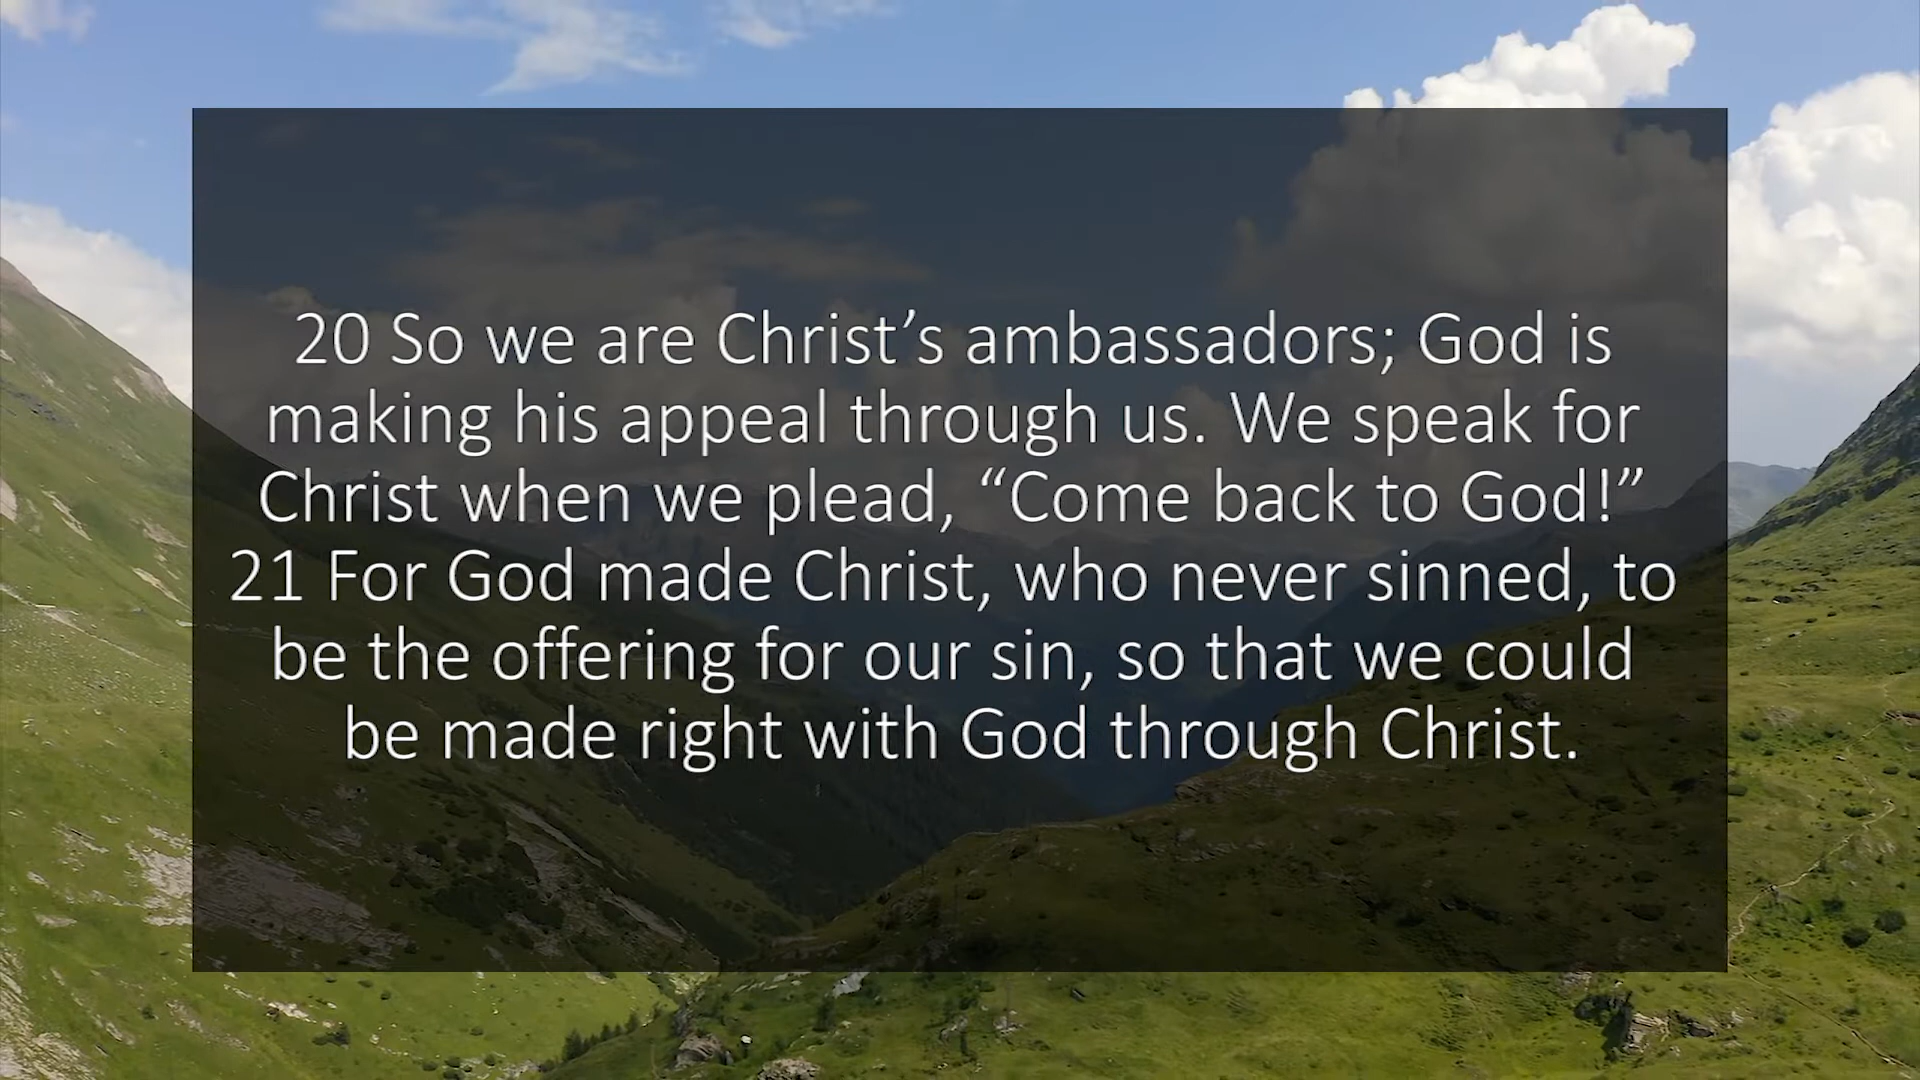 20 So we are Christ’s ambassadors; God is
making his appeal through us. We speak for
Christ when we plead, “Come back to God!”
21 For God made Christ, who never sinned, to
be the offering for our sin, so that we could
be made right with God through Christ.